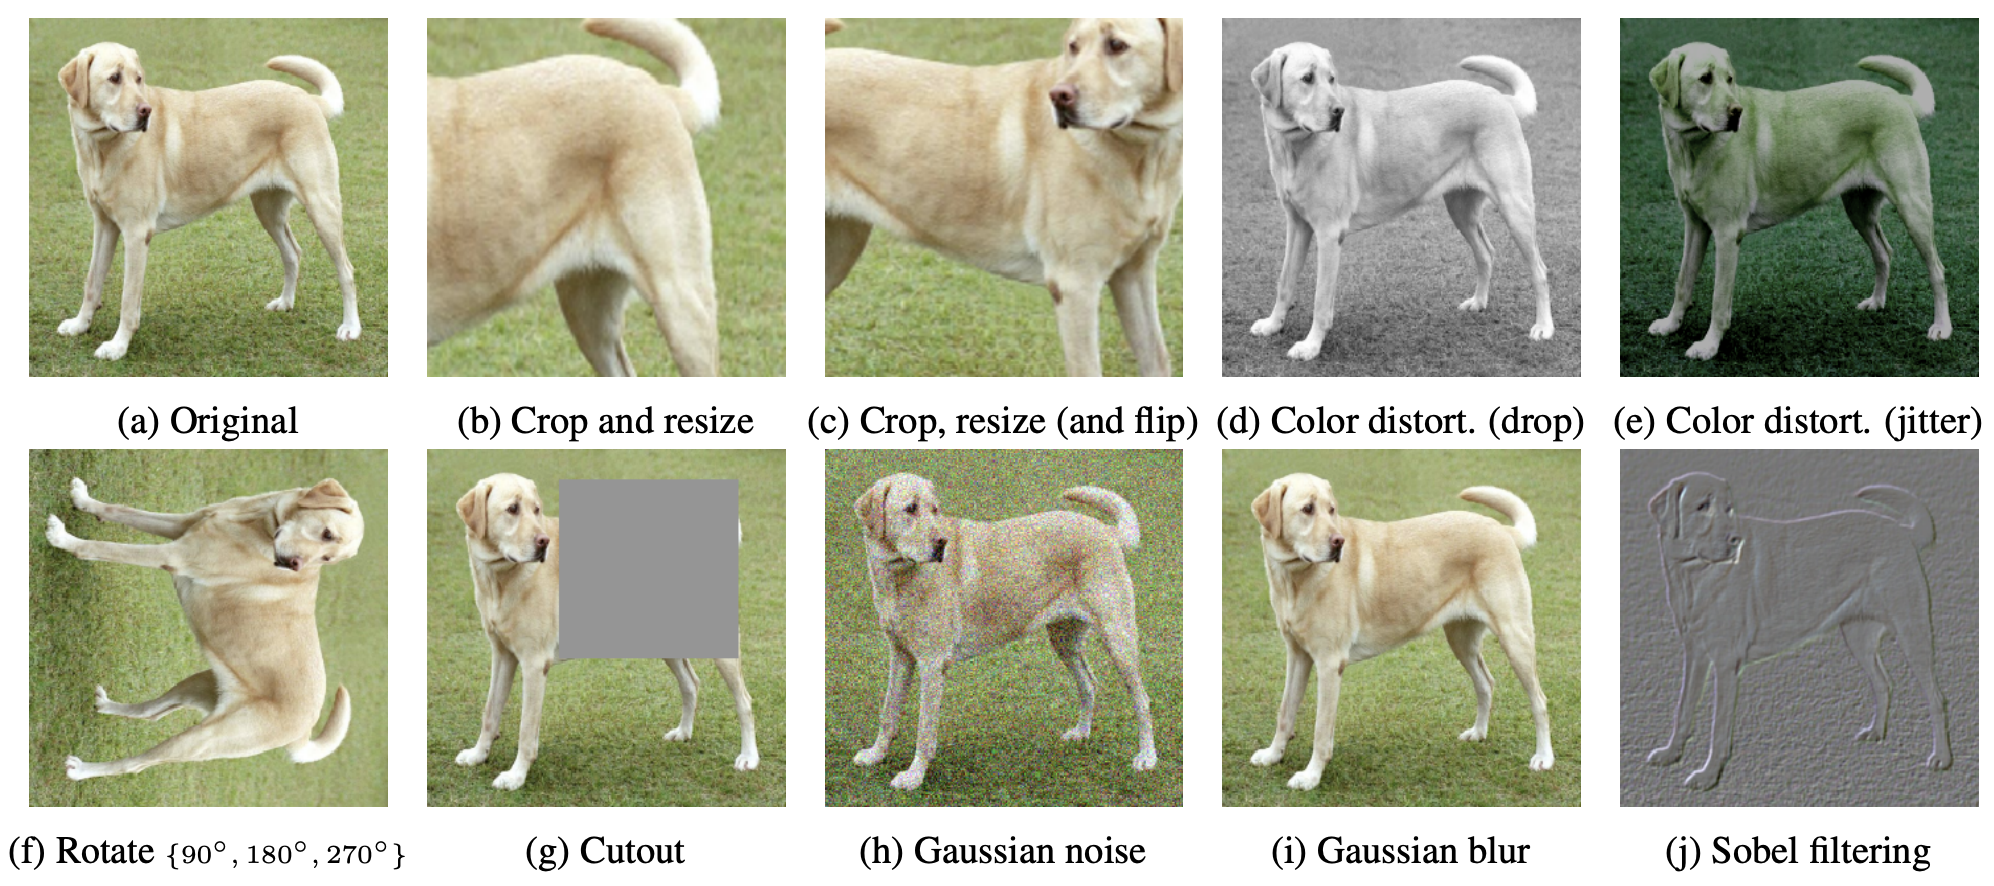 (a) Original
(b) Crop and resize
(c) Crop, resize (and flip)
(d) Color distort. (drop)
(e) Color distort. (jitter)
(f) Rotate {90°, 180°, 270°}
(g) Cutout
(h) Gaussian noise
(i) Gaussian blur
(j) Sobel filtering